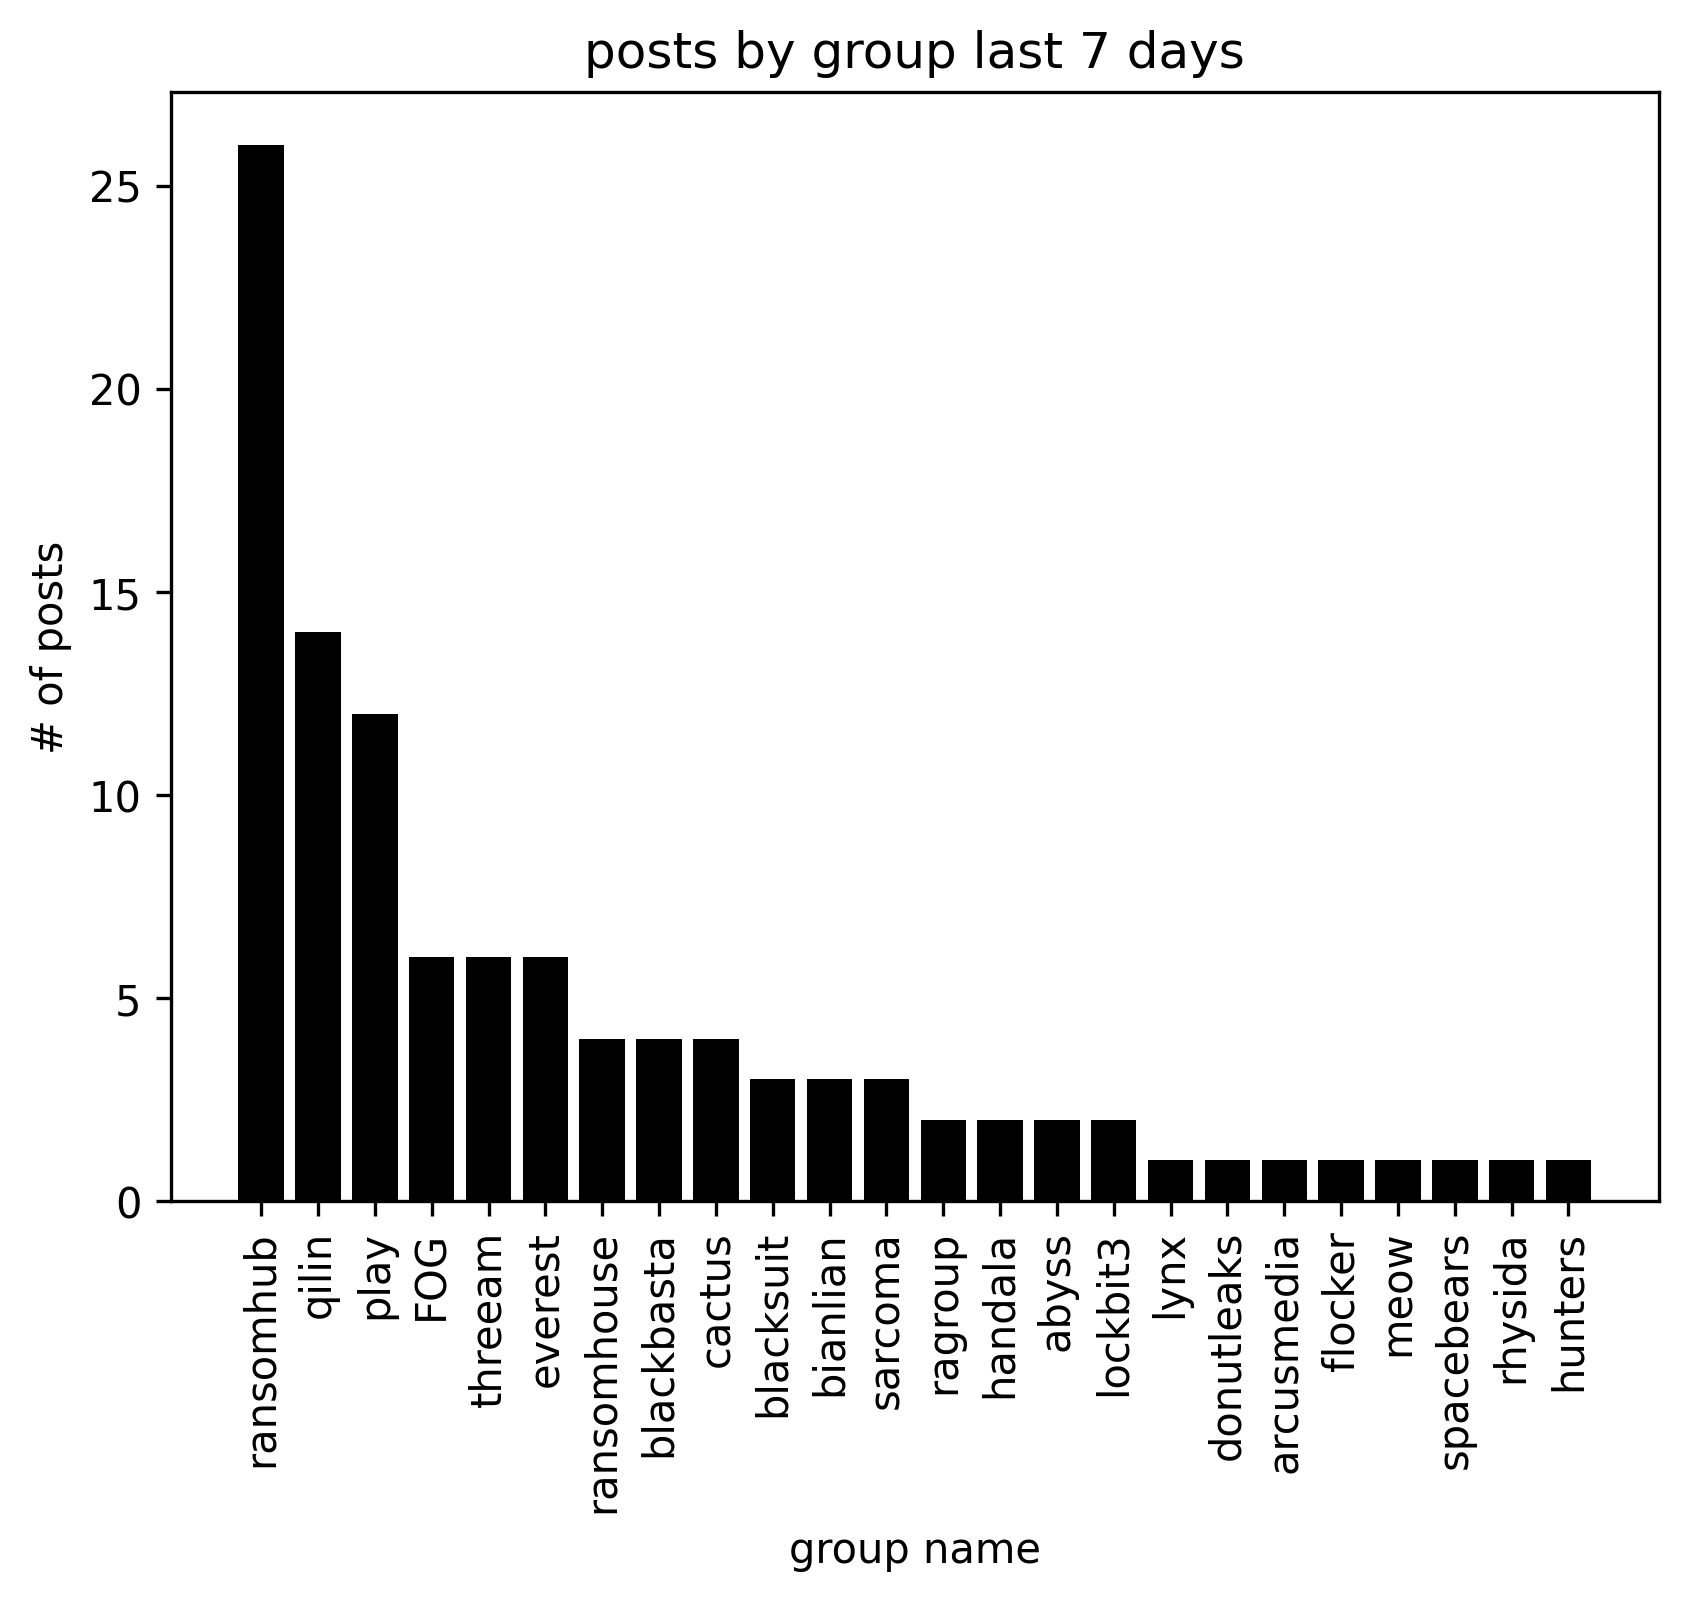 posts by group last 7 days
# of posts
25
20
15
10
5
0
ransomhub
qilin
play
FOG
threeam
everest
ransomhouse
blackbasta
cactus
blacksuit
bianlian
sarcoma
ragroup
handala
abyss
lockbit3
lynx
donutleaks
arcusmedia
flocker
meow
spacebears
rhysida
hunters
group name